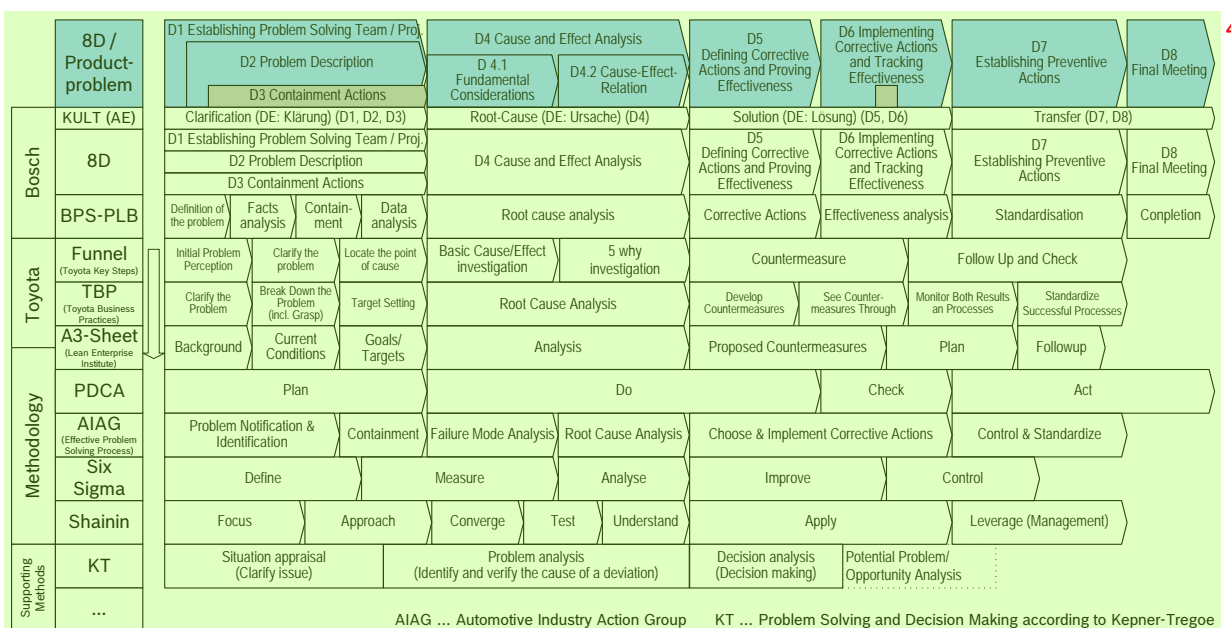 8D /
Product-
problem
D1 Establishing Problem Solving Team / Proj.
D2 Problem Description
D3 Containment Actions
D4 Cause and Effect Analysis
D 4.1
Fundamental
Considerations
D4.2 Cause-Effect-
Relation
D5
Defining Corrective
Actions and Proving
Effectiveness
D6 Implementing
Corrective Actions
and Tracking
Effectiveness
D7
Establishing Preventive
Actions
D8
Final Meeting
4
Bosch
KULT (AE)
Clarification (DE: Klärung) (D1, D2, D3)
Root-Cause (DE: Ursache) (D4)
Solution (DE: Lösung) (D5, D6)
Transfer (D7, D8)
8D
D1 Establishing Problem Solving Team / Proj.
D2 Problem Description
D3 Containment Actions
D4 Cause and Effect Analysis
D5
Defining Corrective
Actions and Proving
Effectiveness
D6 Implementing
Corrective Actions
and Tracking
Effectiveness
D7
Establishing Preventive
Actions
D8
Final Meeting
BPS-PLB
Definition of
the problem
Facts
analysis
Contain-
ment
Data
analysis
Root cause analysis
Corrective Actions
Effectiveness analysis
Standardisation
Conpletion
Toyota
Funnel
(Toyota Key Steps)
Initial Problem
Perception
Clarify the
problem
Locate the point
of cause
Basic Cause/Effect
investigation
5 why
investigation
Countermeasure
Follow Up and Check
TBP
(Toyota Business
Practices)
Clarify the
Problem
Break Down the
Problem
(incl. Grasp)
Target Setting
Root Cause Analysis
Develop
Countermeasures
See Counter-
measures Through
Monitor Both Results
an Processes
Standardize
Successful Processes
A3-Sheet
(Lean Enterprise
Institute)
Background
Current
Conditions
Goals/
Targets
Analysis
Proposed Countermeasures
Plan
Followup
Methodology
PDCA
Plan
Do
Check
Act
AIAG
(Effective Problem
Solving Process)
Problem Notification &
Identification
Containment
Failure Mode Analysis
Root Cause Analysis
Choose & Implement Corrective Actions
Control & Standardize
Six
Sigma
Define
Measure
Analyse
Improve
Control
Shainin
Focus
Approach
Converge
Test
Understand
Apply
Leverage (Management)
Supporting
Methods
KT
Situation appraisal
(Clarify issue)
Problem analysis
(Identify and verify the cause of a deviation)
Decision analysis
(Decision making)
Potential Problem/
Opportunity Analysis
...
AIAG ... Automotive Industry Action Group
KT ... Problem Solving and Decision Making according to Kepner-Tregoe